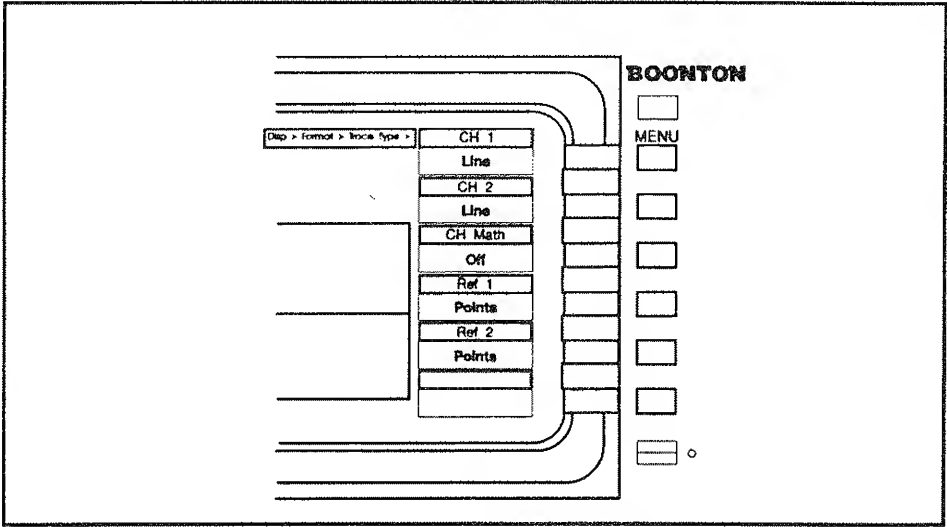 BOONTON
MENU
Disp > Format > Trace Type >
CH 1
Line
CH 2
Line
CH Math
Off
Ref 1
Points
Ref 2
Points